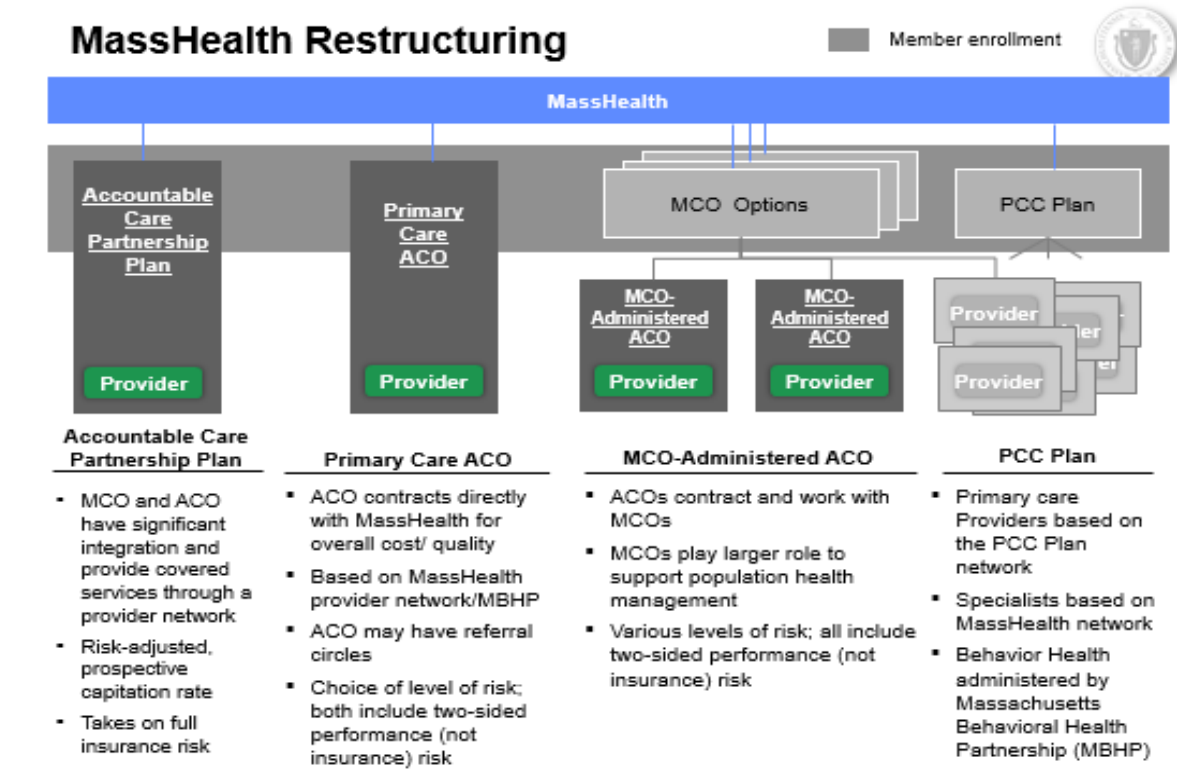 MassHealth Restructuring
Member enrollment
MassHealth
Accountable
Care
Partnership
Plan
Provider
Primary
Care
ACO
Provider
MCO Options
MCO-
Administered
ACO
Provider
MCO-
Administered
ACO
Provider
PCC Plan
Provider
Provider
Accountable Care
Partnership Plan
▪ MCO and ACO
have significant
integration and
provide covered
services through a
provider network
▪ Risk-adjusted,
prospective
capitation rate
▪ Takes on full
insurance risk
Primary Care ACO
▪ ACO contracts directly
with MassHealth for
overall cost/ quality
▪ Based on MassHealth
provider network/MBHP
▪ ACO may have referral
circles
▪ Choice of level of risk;
both include two-sided
performance (not
insurance) risk
MCO-Administered ACO
▪ ACOs contract and work with
MCOs
▪ MCOs play larger role to
support population health
management
▪ Various levels of risk; all include
two-sided performance (not
insurance) risk
PCC Plan
▪ Primary care
Providers based on
the PCC Plan
network
▪ Specialists based on
MassHealth network
▪ Behavior Health
administered by
Massachusetts
Behavioral Health
Partnership (MBHP)